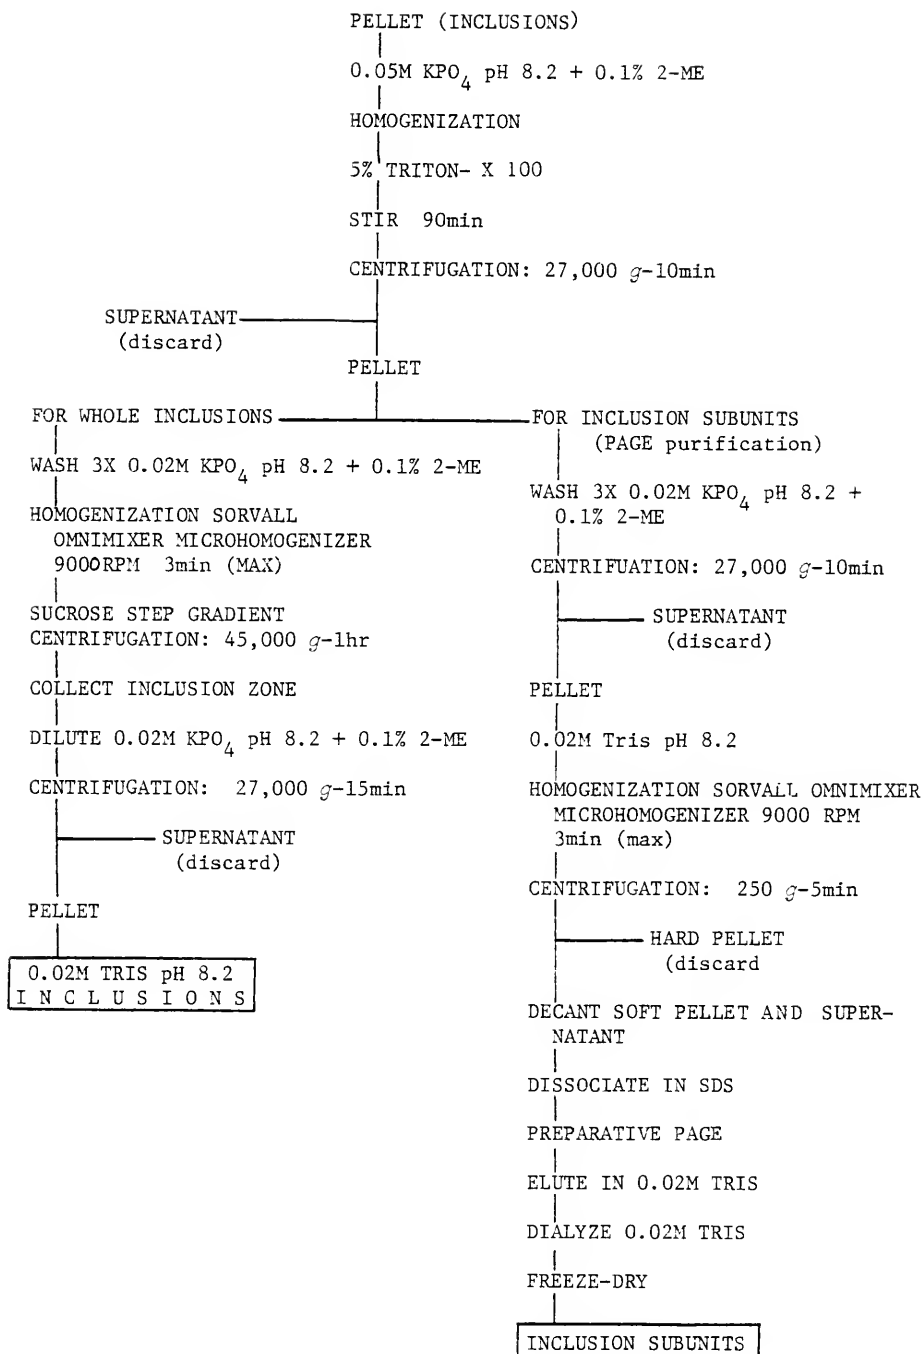 PELLET (INCLUSIONS)
0.05M KPO4 pH 8.2 + 0.1% 2-ME
HOMOGENIZATION
5% TRITON- X 100
STIR 90min
CENTRIFUGATION: 27,000 g-10min
SUPERNATANT
(discard)
PELLET
FOR WHOLE INCLUSIONS
WASH 3X 0.02M KPO4 pH 8.2 + 0.1% 2-ME
HOMOGENIZATION SORVALL
OMNIMIXER MICROHOMOGENIZER
9000RPM 3min (MAX)
SUCROSE STEP GRADIENT
CENTRIFUGATION: 45,000 g-1hr
COLLECT INCLUSION ZONE
DILUTE 0.02M KPO4 pH 8.2 + 0.1% 2-ME
CENTRIFUGATION: 27,000 g-15min
SUPERNATANT
(discard)
PELLET
0.02M TRIS pH 8.2
I N C L U S I O N S
FOR INCLUSION SUBUNITS
(PAGE purification)
WASH 3X 0.02M KPO4 pH 8.2 +
0.1% 2-ME
CENTRIFUATION: 27,000 g-10min
SUPERNATANT
(discard)
PELLET
0.02M Tris pH 8.2
HOMOGENIZATION SORVALL OMNIMIXER
MICROHOMOGENIZER 9000 RPM
3min (max)
CENTRIFUGATION: 250 g-5min
HARD PELLET
(discard
DECANT SOFT PELLET AND SUPER-
NATANT
DISSOCIATE IN SDS
PREPARATIVE PAGE
ELUTE IN 0.02M TRIS
DIALYZE 0.02M TRIS
FREEZE-DRY
INCLUSION SUBUNITS